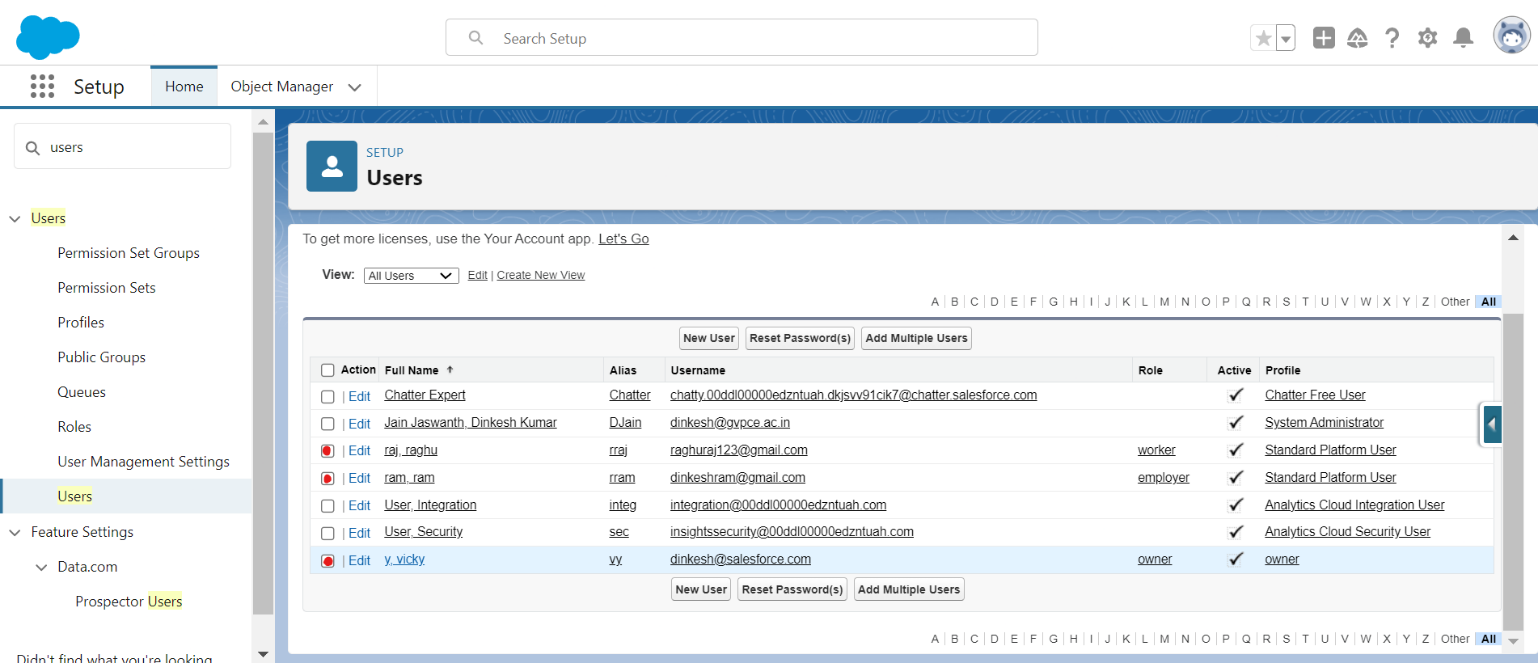 Search Setup
Setup
Home
Object Manager
users
Users
Permission Set Groups
Permission Sets
Profiles
Public Groups
Queues
Roles
User Management Settings
Users
Feature Settings
Data.com
Prospector Users
Didn't find what you're looking
SETUP
Users
To get more licenses, use the Your Account app. Let's Go
View: All Users Edit | Create New View
A | B | C | D | E | F | G | H | I | J | K | L | M | N | O | P | Q | R | S | T | U | V | W | X | Y | Z | Other All
New User Reset Password(s) Add Multiple Users
Action Full Name ↑ Alias Username Role Active Profile
| Edit Chatter Expert Chatter chatty.00ddl00000edzntuah.dkjsvv91cik7@chatter.salesforce.com Chatter Free User
| Edit Jain Jaswanth, Dinkesh Kumar DJain dinkesh@gvpce.ac.in System Administrator
| Edit raj, raghu rraj raghuraj123@gmail.com worker Standard Platform User
| Edit ram, ram rram dinkeshram@gmail.com employer Standard Platform User
| Edit User, Integration integ integration@00ddl00000edzntuah.com Analytics Cloud Integration User
| Edit User, Security sec insightssecurity@00ddl00000edzntuah.com Analytics Cloud Security User
| Edit y, vicky vy dinkesh@salesforce.com owner owner
New User Reset Password(s) Add Multiple Users
A | B | C | D | E | F | G | H | I | J | K | L | M | N | O | P | Q | R | S | T | U | V | W | X | Y | Z | Other All